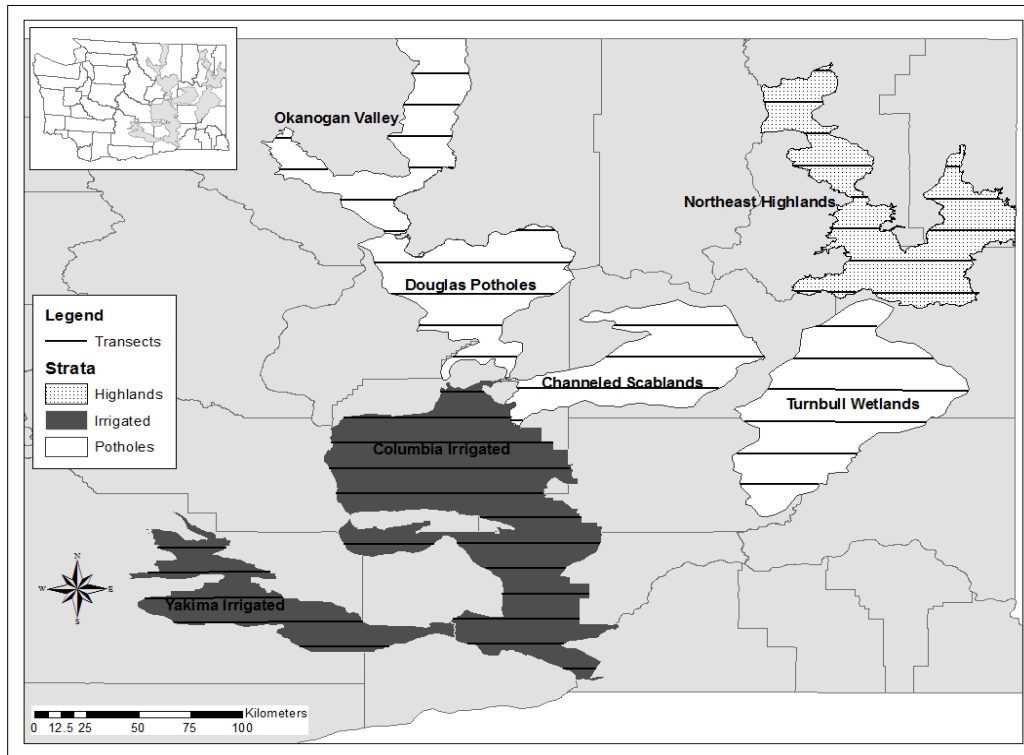 Okanogan Valley
Northeast Highlands
Douglas Potholes
Channeled Scablands
Turnbull Wetlands
Columbia Irrigated
Yakima Irrigated
Legend
Transects
Strata
Highlands
Irrigated
Potholes
N
W E
S
Kilometers
0 12.5 25 50 75 100